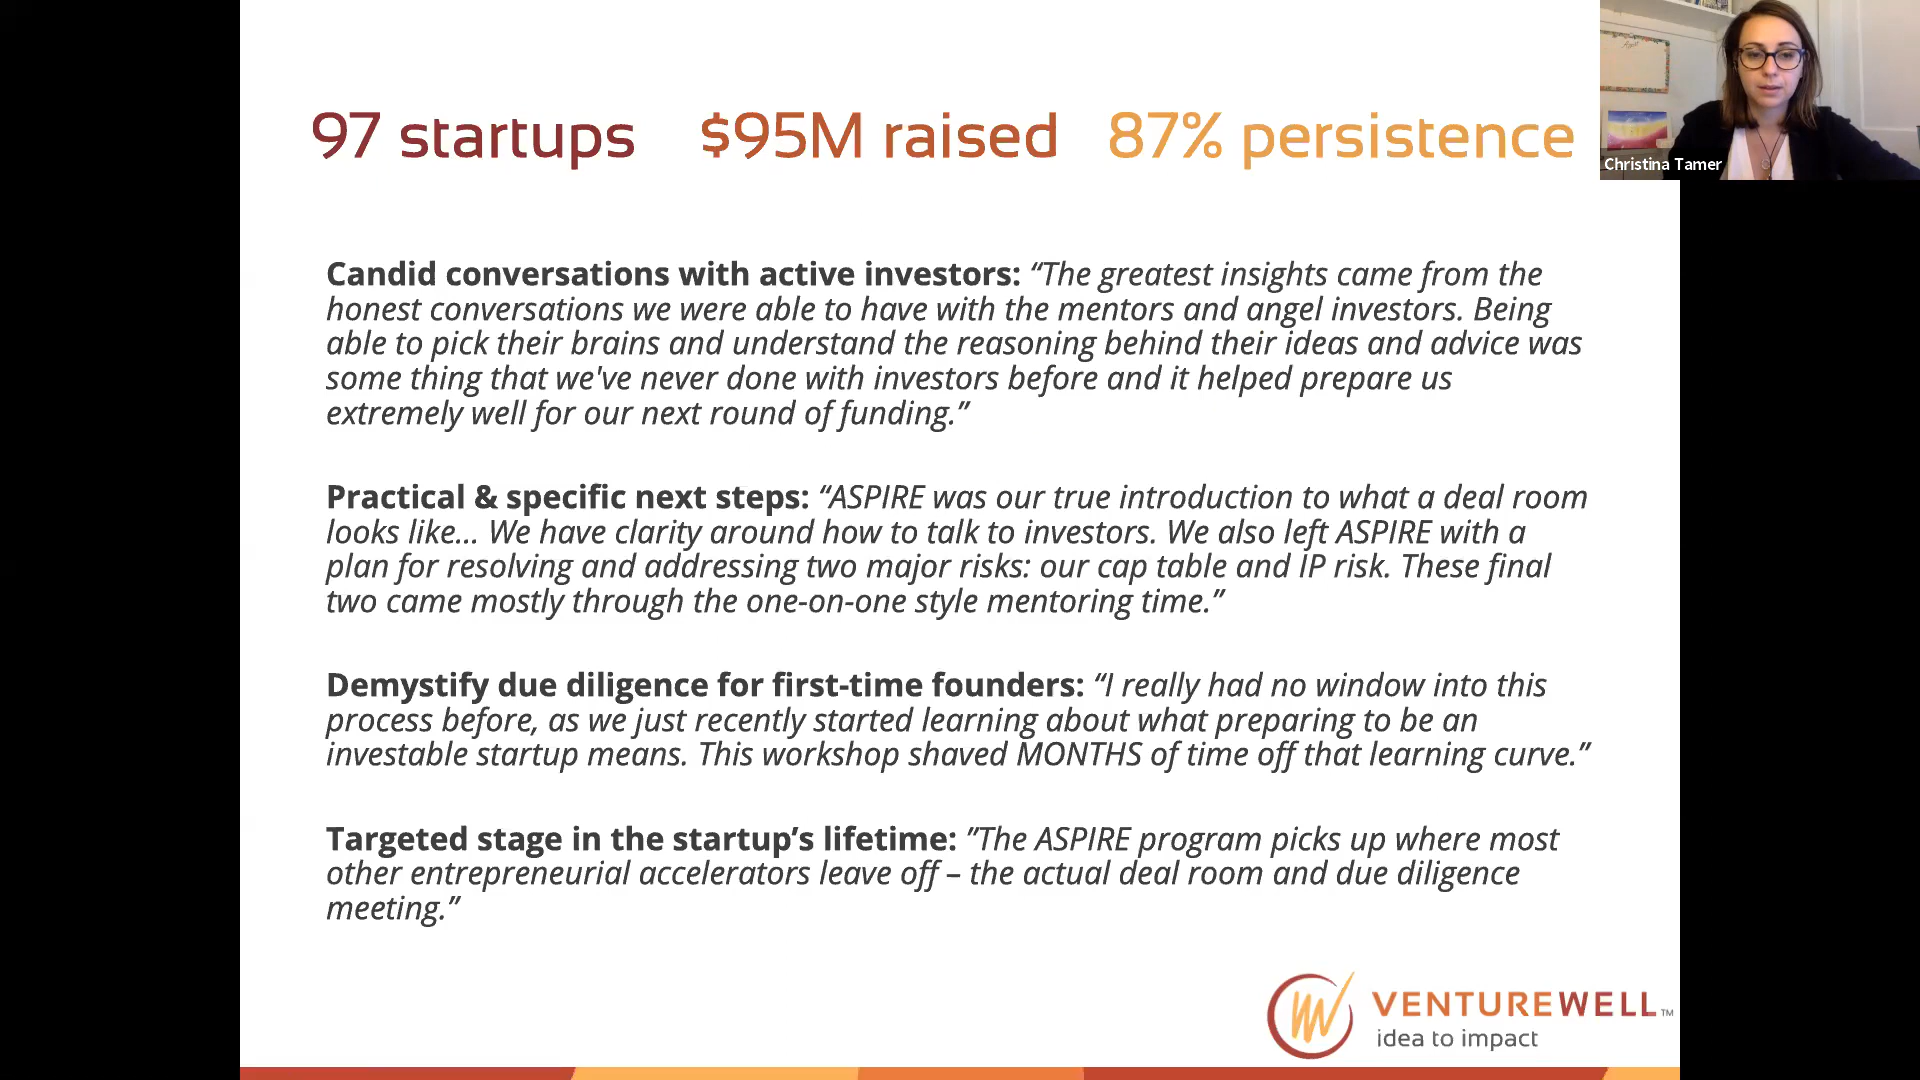 97 startups $95M raised 87% persistence
Christina Tamer
Candid conversations with active investors: “The greatest insights came from the
honest conversations we were able to have with the mentors and angel investors. Being
able to pick their brains and understand the reasoning behind their ideas and advice was
some thing that we've never done with investors before and it helped prepare us
extremely well for our next round of funding.”
Practical & specific next steps: “ASPIRE was our true introduction to what a deal room
looks like... We have clarity around how to talk to investors. We also left ASPIRE with a
plan for resolving and addressing two major risks: our cap table and IP risk. These final
two came mostly through the one-on-one style mentoring time.”
Demystify due diligence for first-time founders: “I really had no window into this
process before, as we just recently started learning about what preparing to be an
investable startup means. This workshop shaved MONTHS of time off that learning curve.”
Targeted stage in the startup’s lifetime: ”The ASPIRE program picks up where most
other entrepreneurial accelerators leave off – the actual deal room and due diligence
meeting.”
VENTUREWELL™
idea to impact